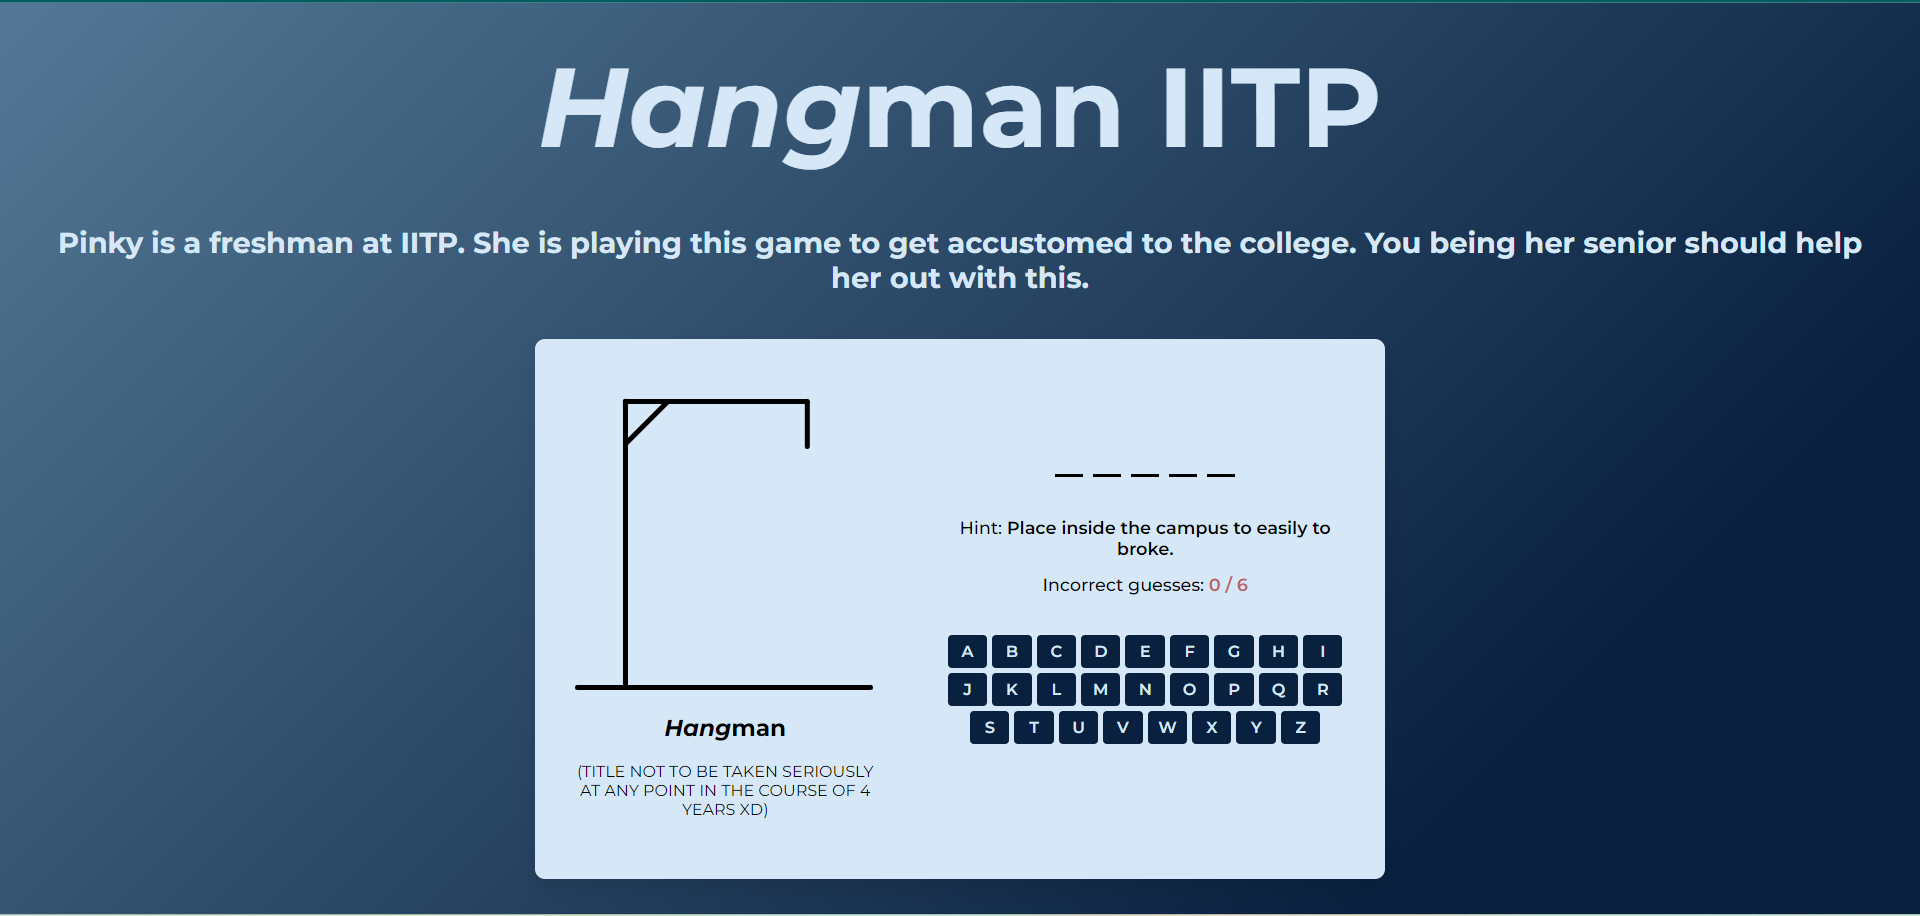 Hangman IITP
Pinky is a freshman at IITP. She is playing this game to get accustomed to the college. You being her senior should help
her out with this.
Hint: Place inside the campus to easily to
broke.
Incorrect guesses: 0 / 6
A B C D E F G H I
J K L M N O P Q R
S T U V W X Y Z
Hangman
(TITLE NOT TO BE TAKEN SERIOUSLY
AT ANY POINT IN THE COURSE OF 4
YEARS XD)